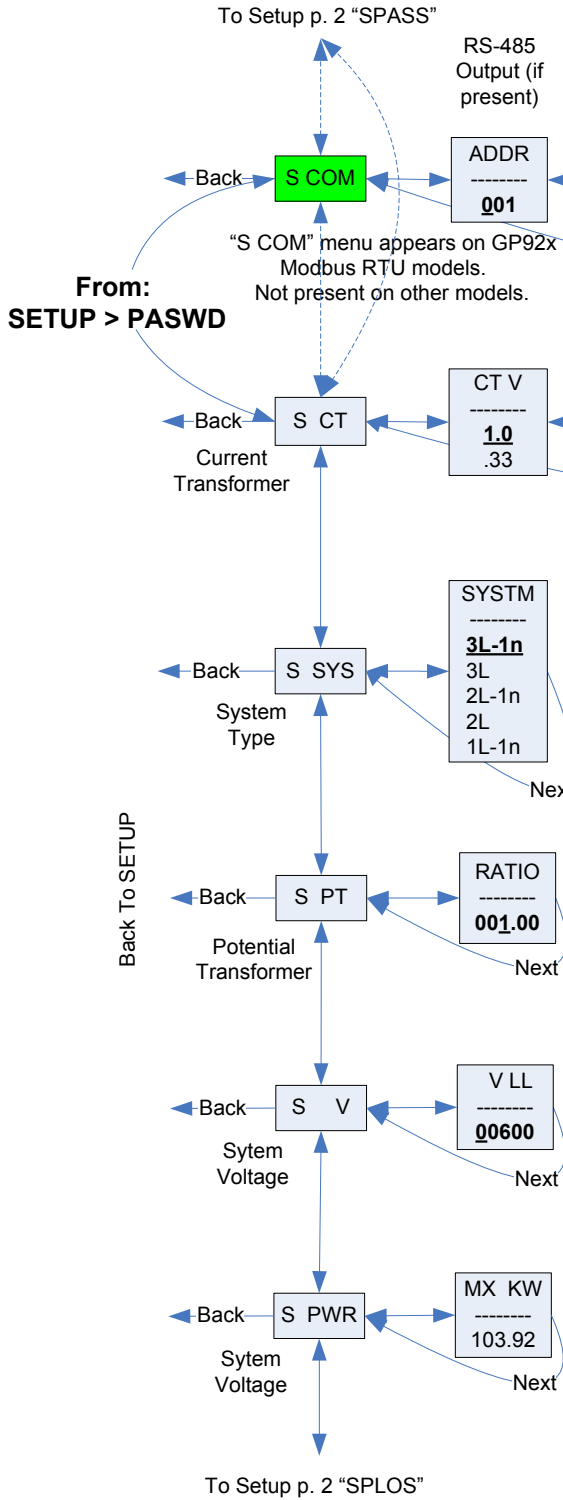 To Setup p. 2 “SPASS”
RS-485
Output (if
present)
Back
S COM
ADDR
--------
001
“S COM” menu appears on GP92x
Modbus RTU models.
Not present on other models.
From:
SETUP > PASWD
Back
S CT
Current
Transformer
CT V
--------
1.0
.33
Back
S SYS
System
Type
SYSTM
--------
3L-1n
3L
2L-1n
2L
1L-1n
Nex
Back To SETUP
Back
S PT
Potential
Transformer
RATIO
--------
001.00
Next
Back
S V
Sytem
Voltage
V LL
--------
00600
Next
Back
S PWR
Sytem
Voltage
MX KW
--------
103.92
Next
To Setup p. 2 “SPLOS”